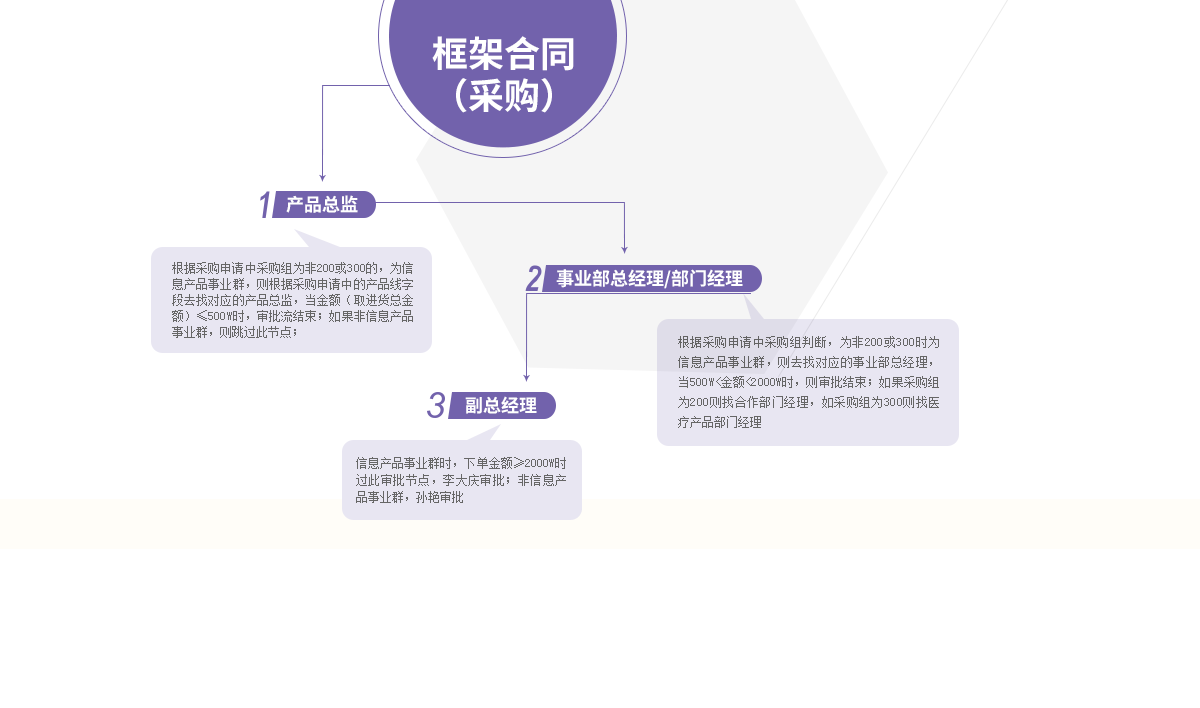 框架合同
（采购）
1 产品总监
根据采购申请中采购组为非200或300的，为信
息产品事业群，则根据采购申请中的产品线字
段去找对应的产品总监，当金额（取进货总金
额）≤500W时，审批流结束；如果非信息产品
事业群，则跳过此节点；
2 事业部总经理/部门经理
根据采购申请中采购组判断，为非200或300时为
信息产品事业群，则去找对应的事业部总经理，
当500W<金额<2000W时，则审批结束；如果采购组
为200则找合作部门经理，如采购组为300则找医
疗产品部门经理
3 副总经理
信息产品事业群时，下单金额≥2000W时
过此审批节点，李大庆审批；非信息产
品事业群，孙艳审批